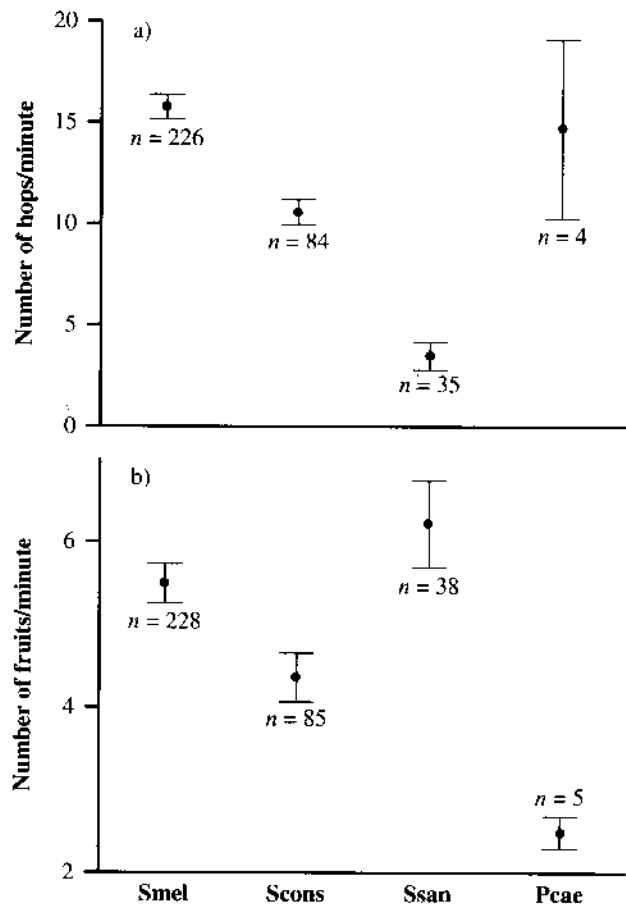 20
a)
15
n = 226
10
n = 84
n = 4
5
n = 35
0
Number of hops/minute
b)
6
n = 38
n = 228
4
n = 85
n = 5
2
Number of fruits/minute
Smel Scons Ssan Pcae